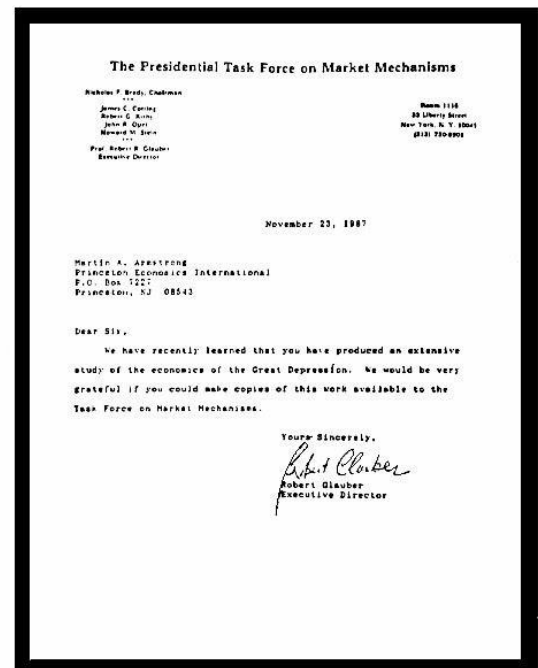 The Presidential Task Force on Market Mechanisms
Nicholas F. Brady, Chairman
***
James C. Cotting
Robert G. Kirby
John R. Opel
Howard M. Stein
***
Prof. Robert R. Glauber
Executive Director
Room 1116
33 Liberty Street
New York, N. Y. 10045
November 23, 1987
Martin A. Armstrong
Princeton Economics International
P.O. Box 7227
Princeton, NJ 08543
Dear Sir,
We have recently learned that you have produced an extensive
study of the economics of the Great Depression. We would be very
grateful if you could make copies of this work available to the
Task Force on Market Mechanisms.
Yours Sincerely,
Robert Glauber
Robert Glauber
Executive Director